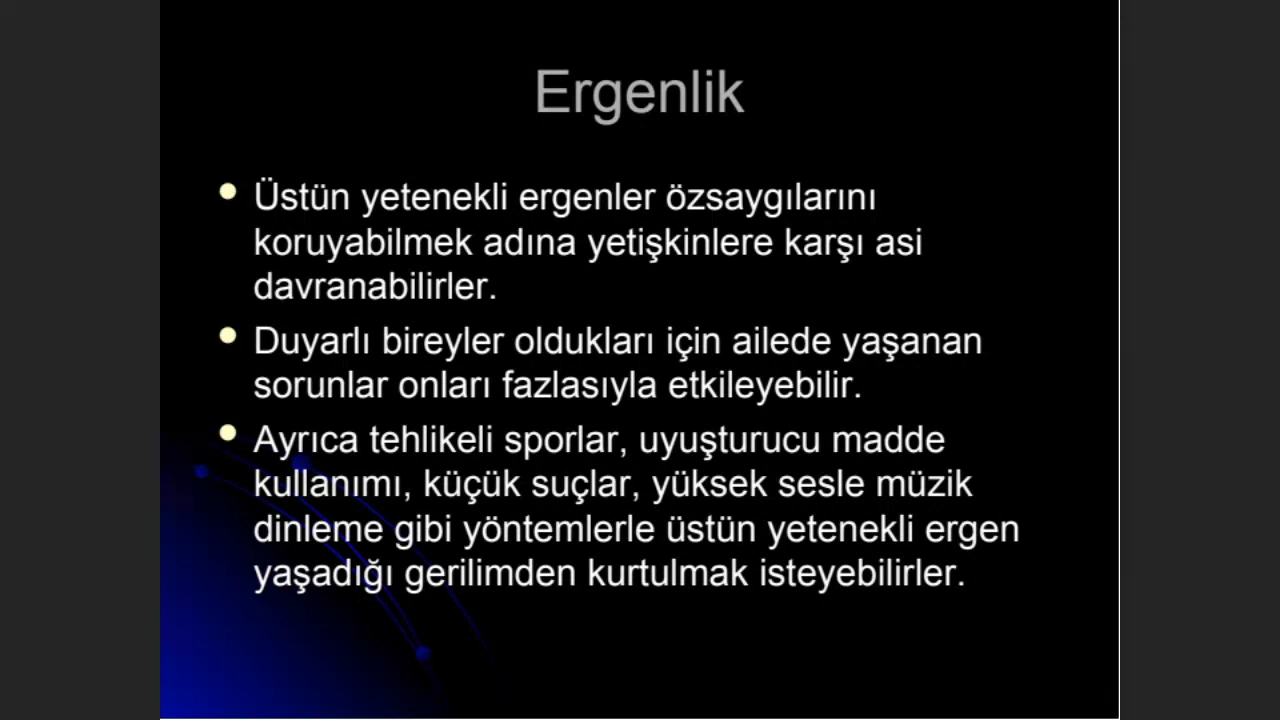 Ergenlik
Üstün yetenekli ergenler özsaygılarını
koruyabilmek adına yetişkinlere karşı asi
davranabilirler.
Duyarlı bireyler oldukları için ailede yaşanan
sorunlar onları fazlasıyla etkileyebilir.
Ayrıca tehlikeli sporlar, uyuşturucu madde
kullanımı, küçük suçlar, yüksek sesle müzik
dinleme gibi yöntemlerle üstün yetenekli ergen
yaşadığı gerilimden kurtulmak isteyebilirler.